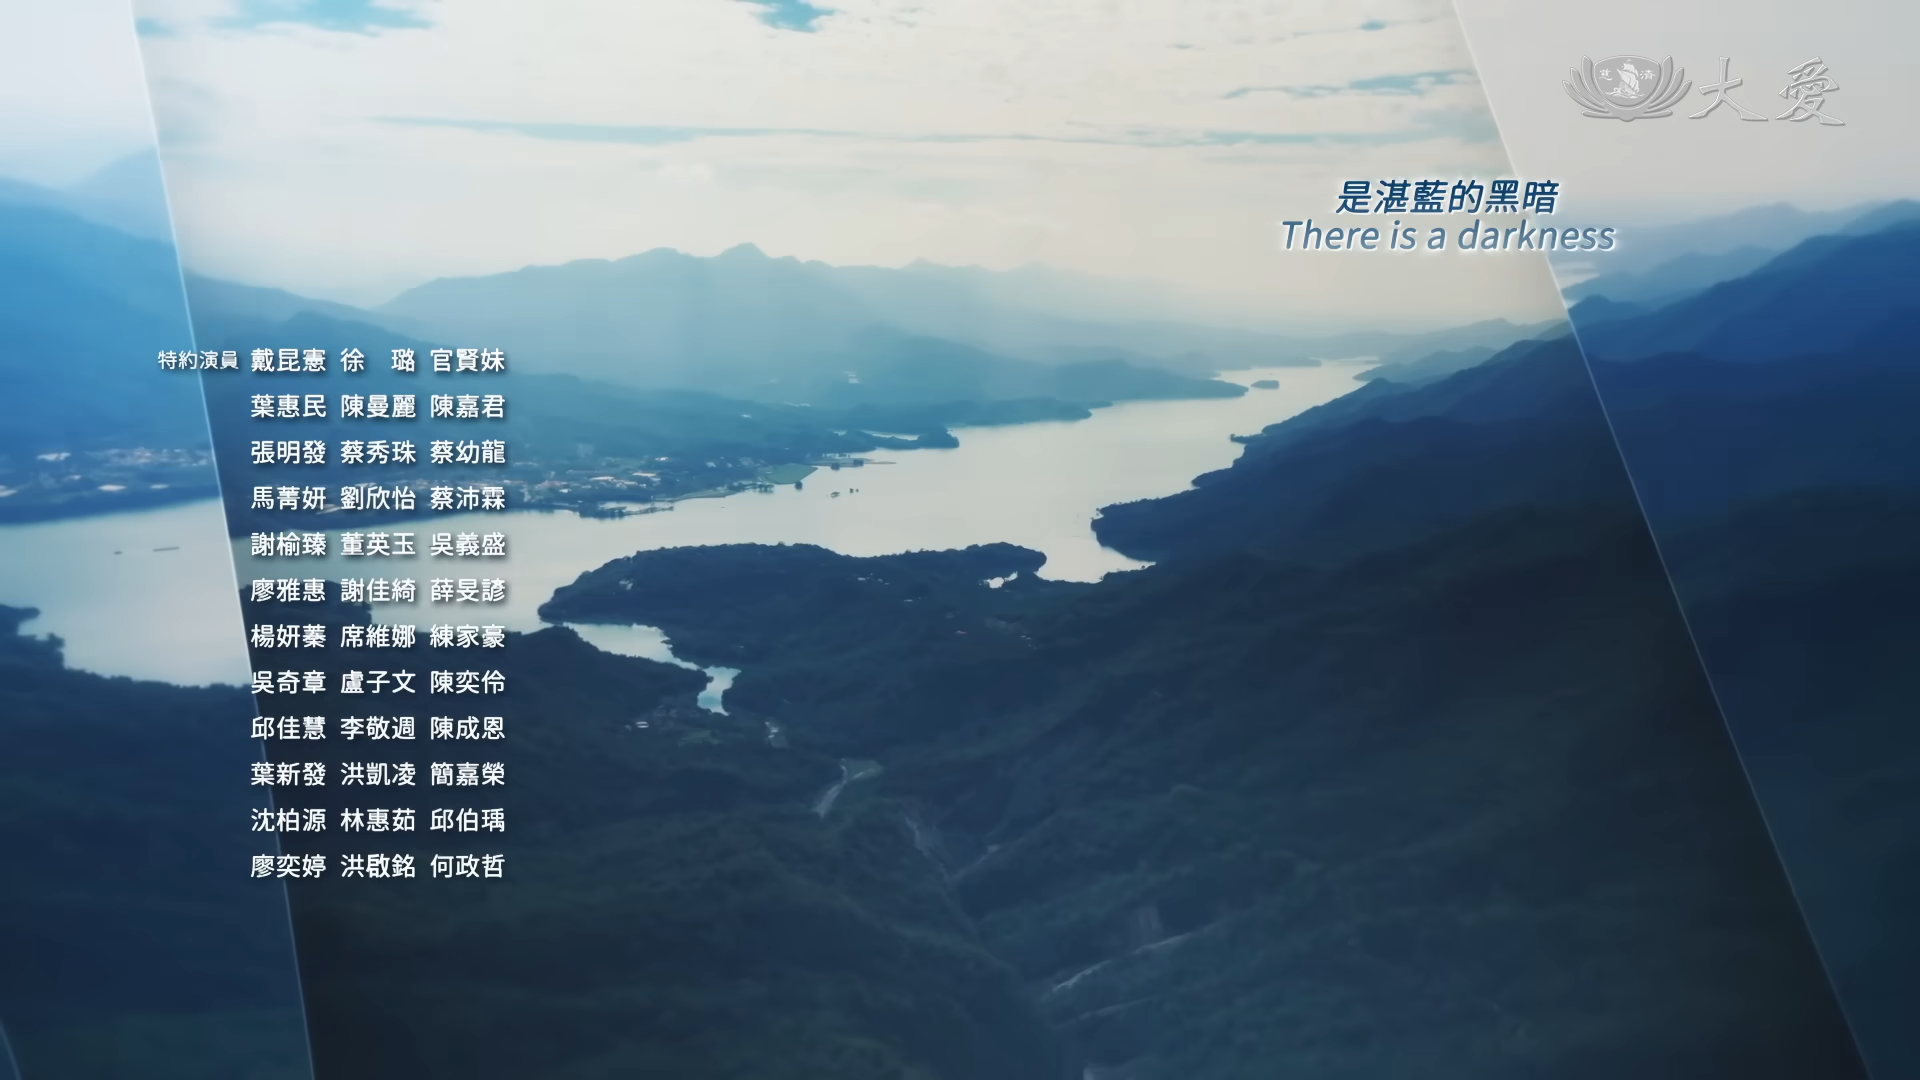 慈濟
大愛
是湛藍的黑暗
There is a darkness
特約演員 戴昆憲 徐　璐 官賢妹
葉惠民 陳曼麗 陳嘉君
張明發 蔡秀珠 蔡幼龍
馬菁妍 劉欣怡 蔡沛霖
謝榆臻 董英玉 吳義盛
廖雅惠 謝佳綺 薛旻諺
楊妍蓁 席維娜 練家豪
吳奇章 盧子文 陳奕伶
邱佳慧 李敬週 陳成恩
葉新發 洪凱凌 簡嘉榮
沈柏源 林惠茹 邱伯瑀
廖奕婷 洪啟銘 何政哲